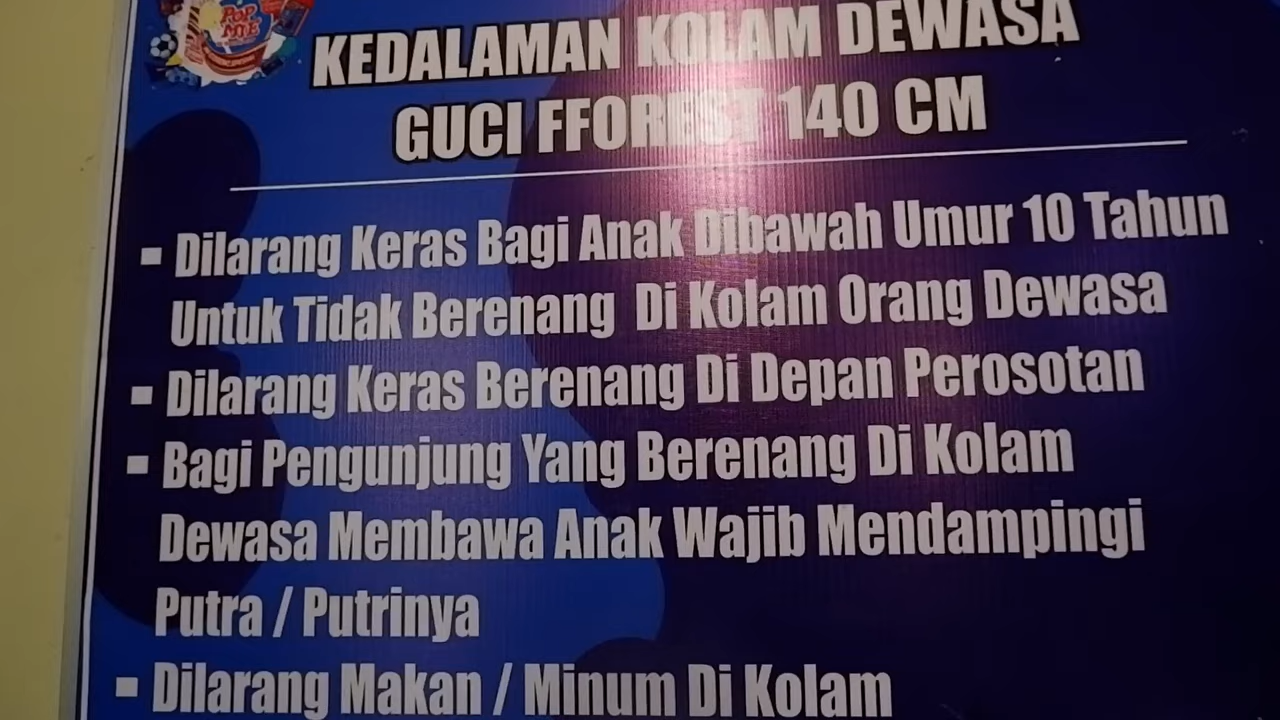 POP
MIE
KEDALAMAN KOLAM DEWASA
GUCI FFOREST 140 CM
▪ Dilarang Keras Bagi Anak Dibawah Umur 10 Tahun
Untuk Tidak Berenang Di Kolam Orang Dewasa
▪ Dilarang Keras Berenang Di Depan Perosotan
▪ Bagi Pengunjung Yang Berenang Di Kolam
Dewasa Membawa Anak Wajib Mendampingi
Putra / Putrinya
▪ Dilarang Makan / Minum Di Kolam